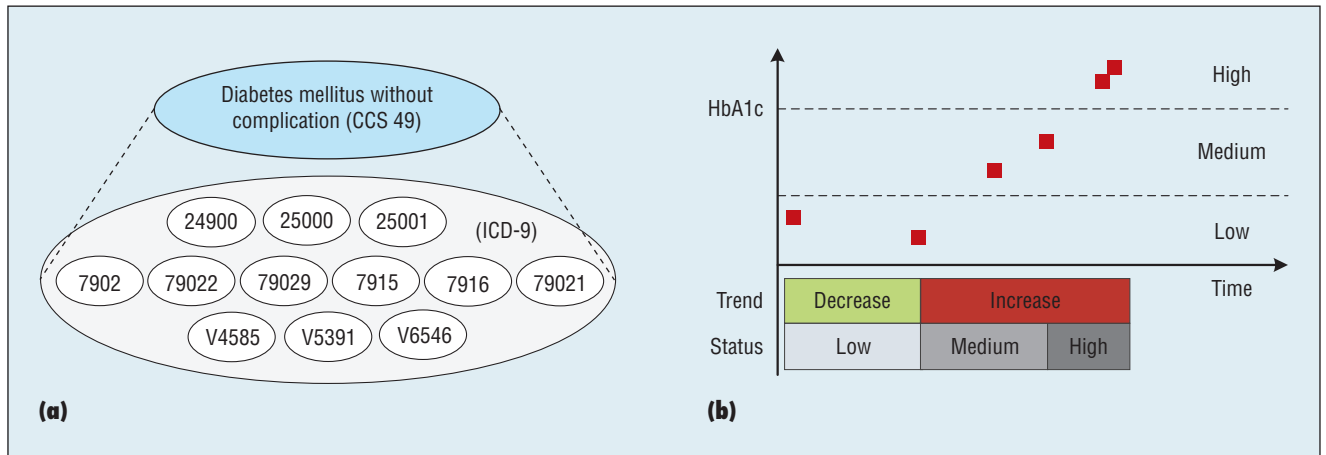 Diabetes mellitus without
complication (CCS 49)
24900 25000 25001 (ICD-9)
7902 79022 79029 7915 7916 79021
V4585 V5391 V6546
(a)
HbA1c
High
Medium
Low
Time
Trend Decrease Increase
Status Low Medium High
(b)